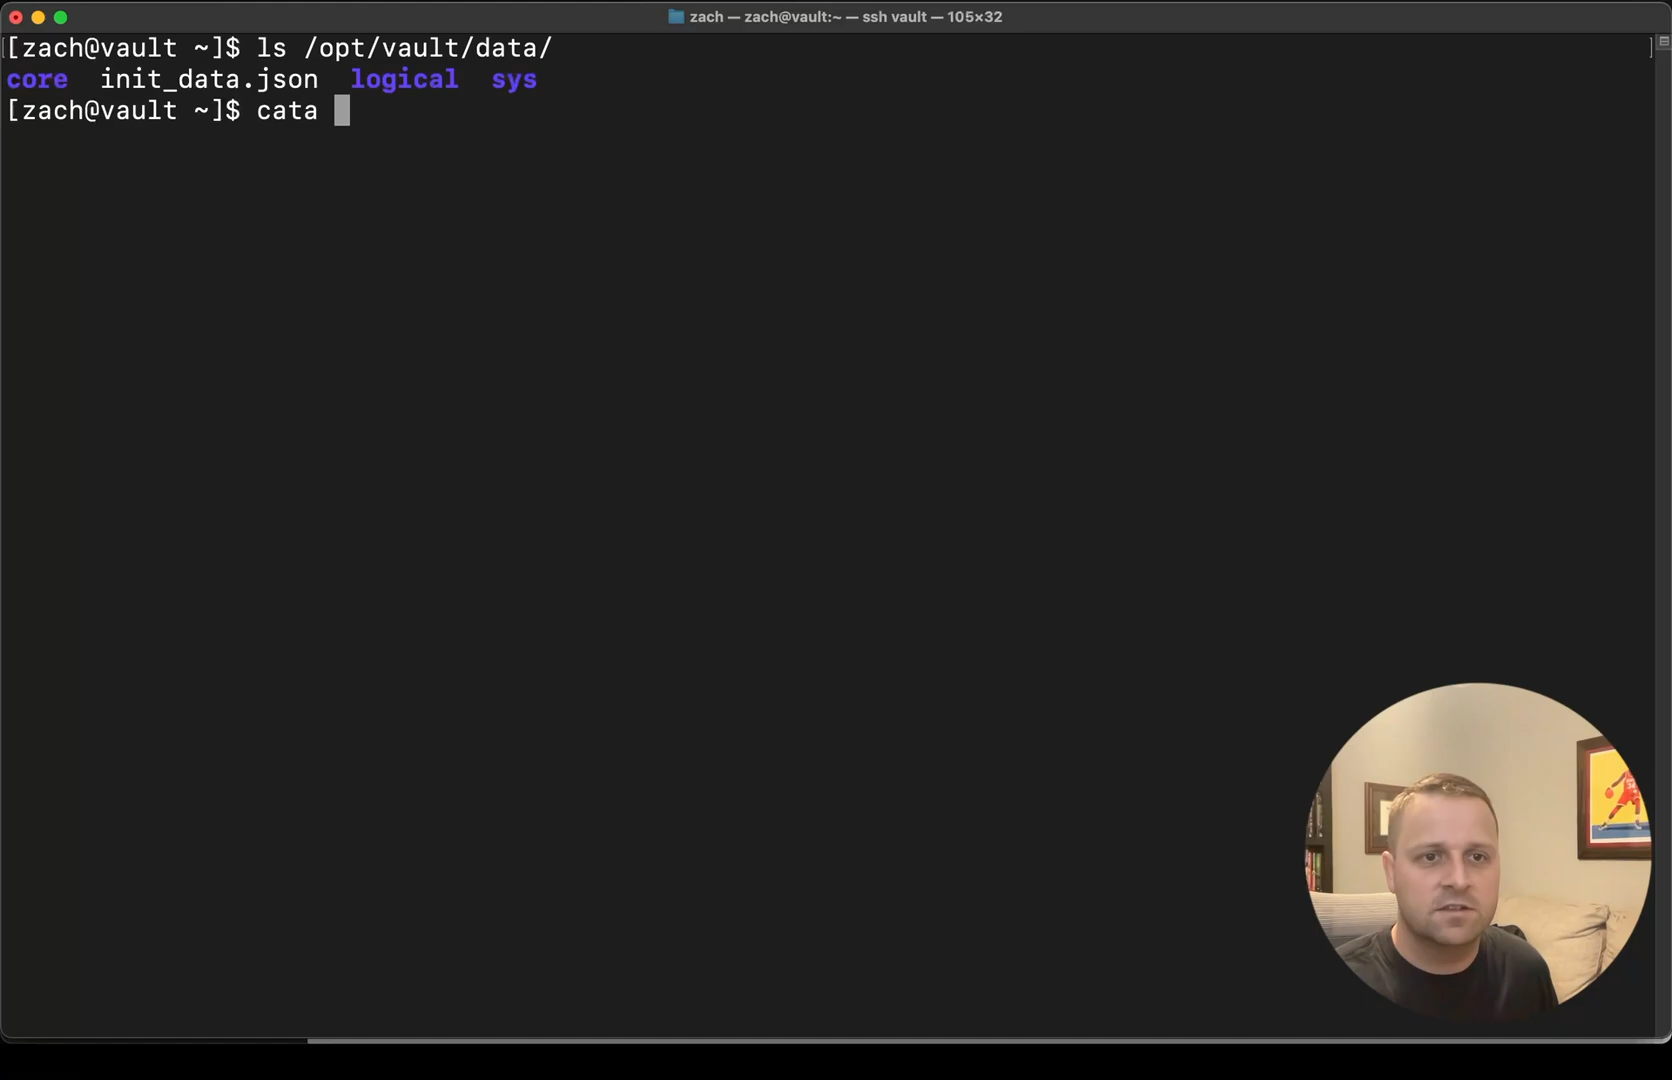 zach — zach@vault:~ — ssh vault — 105×32
[zach@vault ~]$ ls /opt/vault/data/
core init_data.json logical sys
[zach@vault ~]$ cata